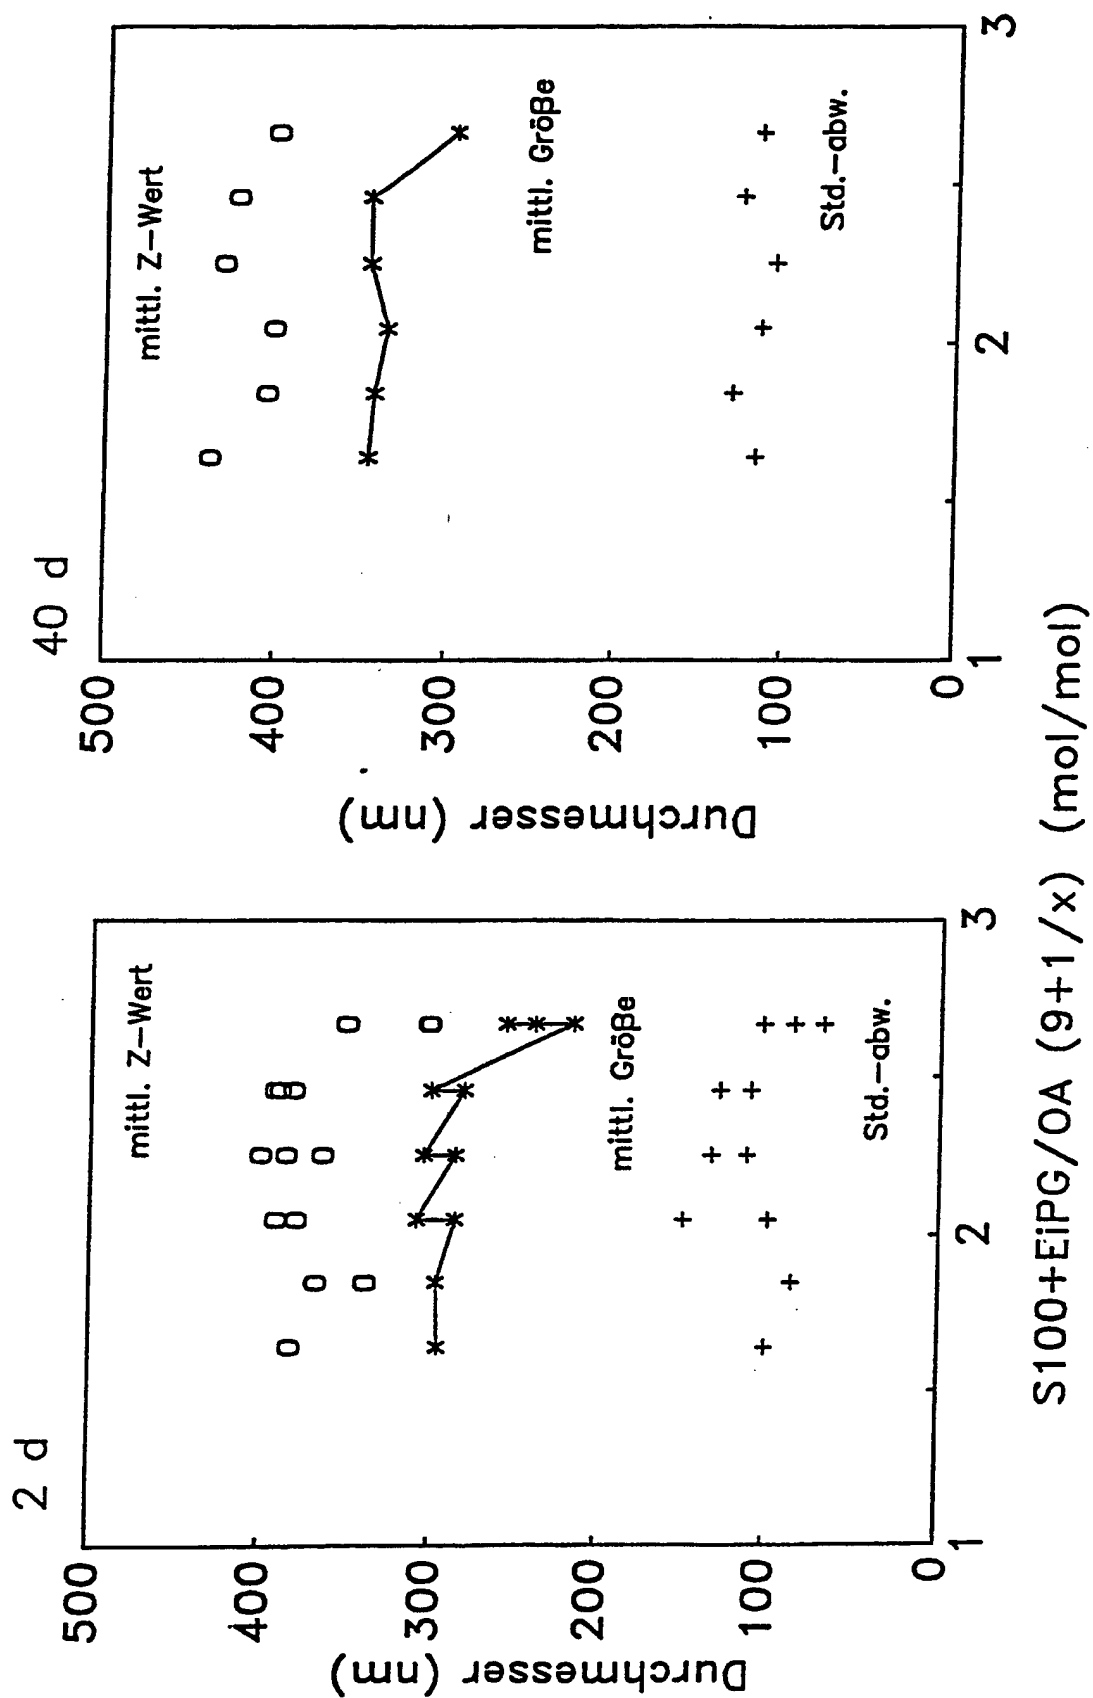 2 d
500
400
300
200
100
0
Durchmesser (nm)
mittl. Z-Wert
mittl. Größe
Std.-abw.
1
2
3
40 d
500
400
300
200
100
0
Durchmesser (nm)
mittl. Z-Wert
mittl. Größe
Std.-abw.
1
2
3
S100+EiPG/OA (9+1/x) (mol/mol)